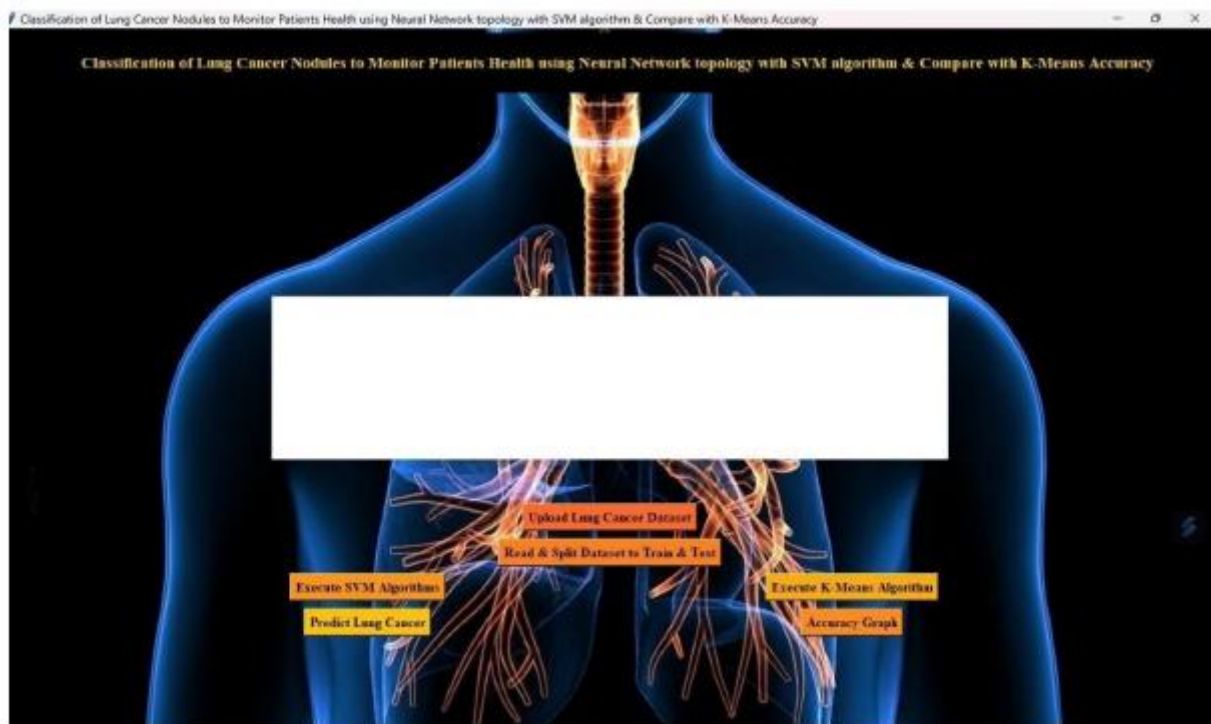 Classification of Lung Cancer Nodules to Monitor Patients Health using Neural Network topology with SVM algorithm & Compare with K-Means Accuracy
Classification of Lung Cancer Nodules to Monitor Patients Health using Neural Network topology with SVM algorithm & Compare with K-Means Accuracy
Upload Lung Cancer Dataset
Read & Split Dataset to Train & Test
Execute SVM Algorithms
Execute K-Means Algorithm
Predict Lung Cancer
Accuracy Graph